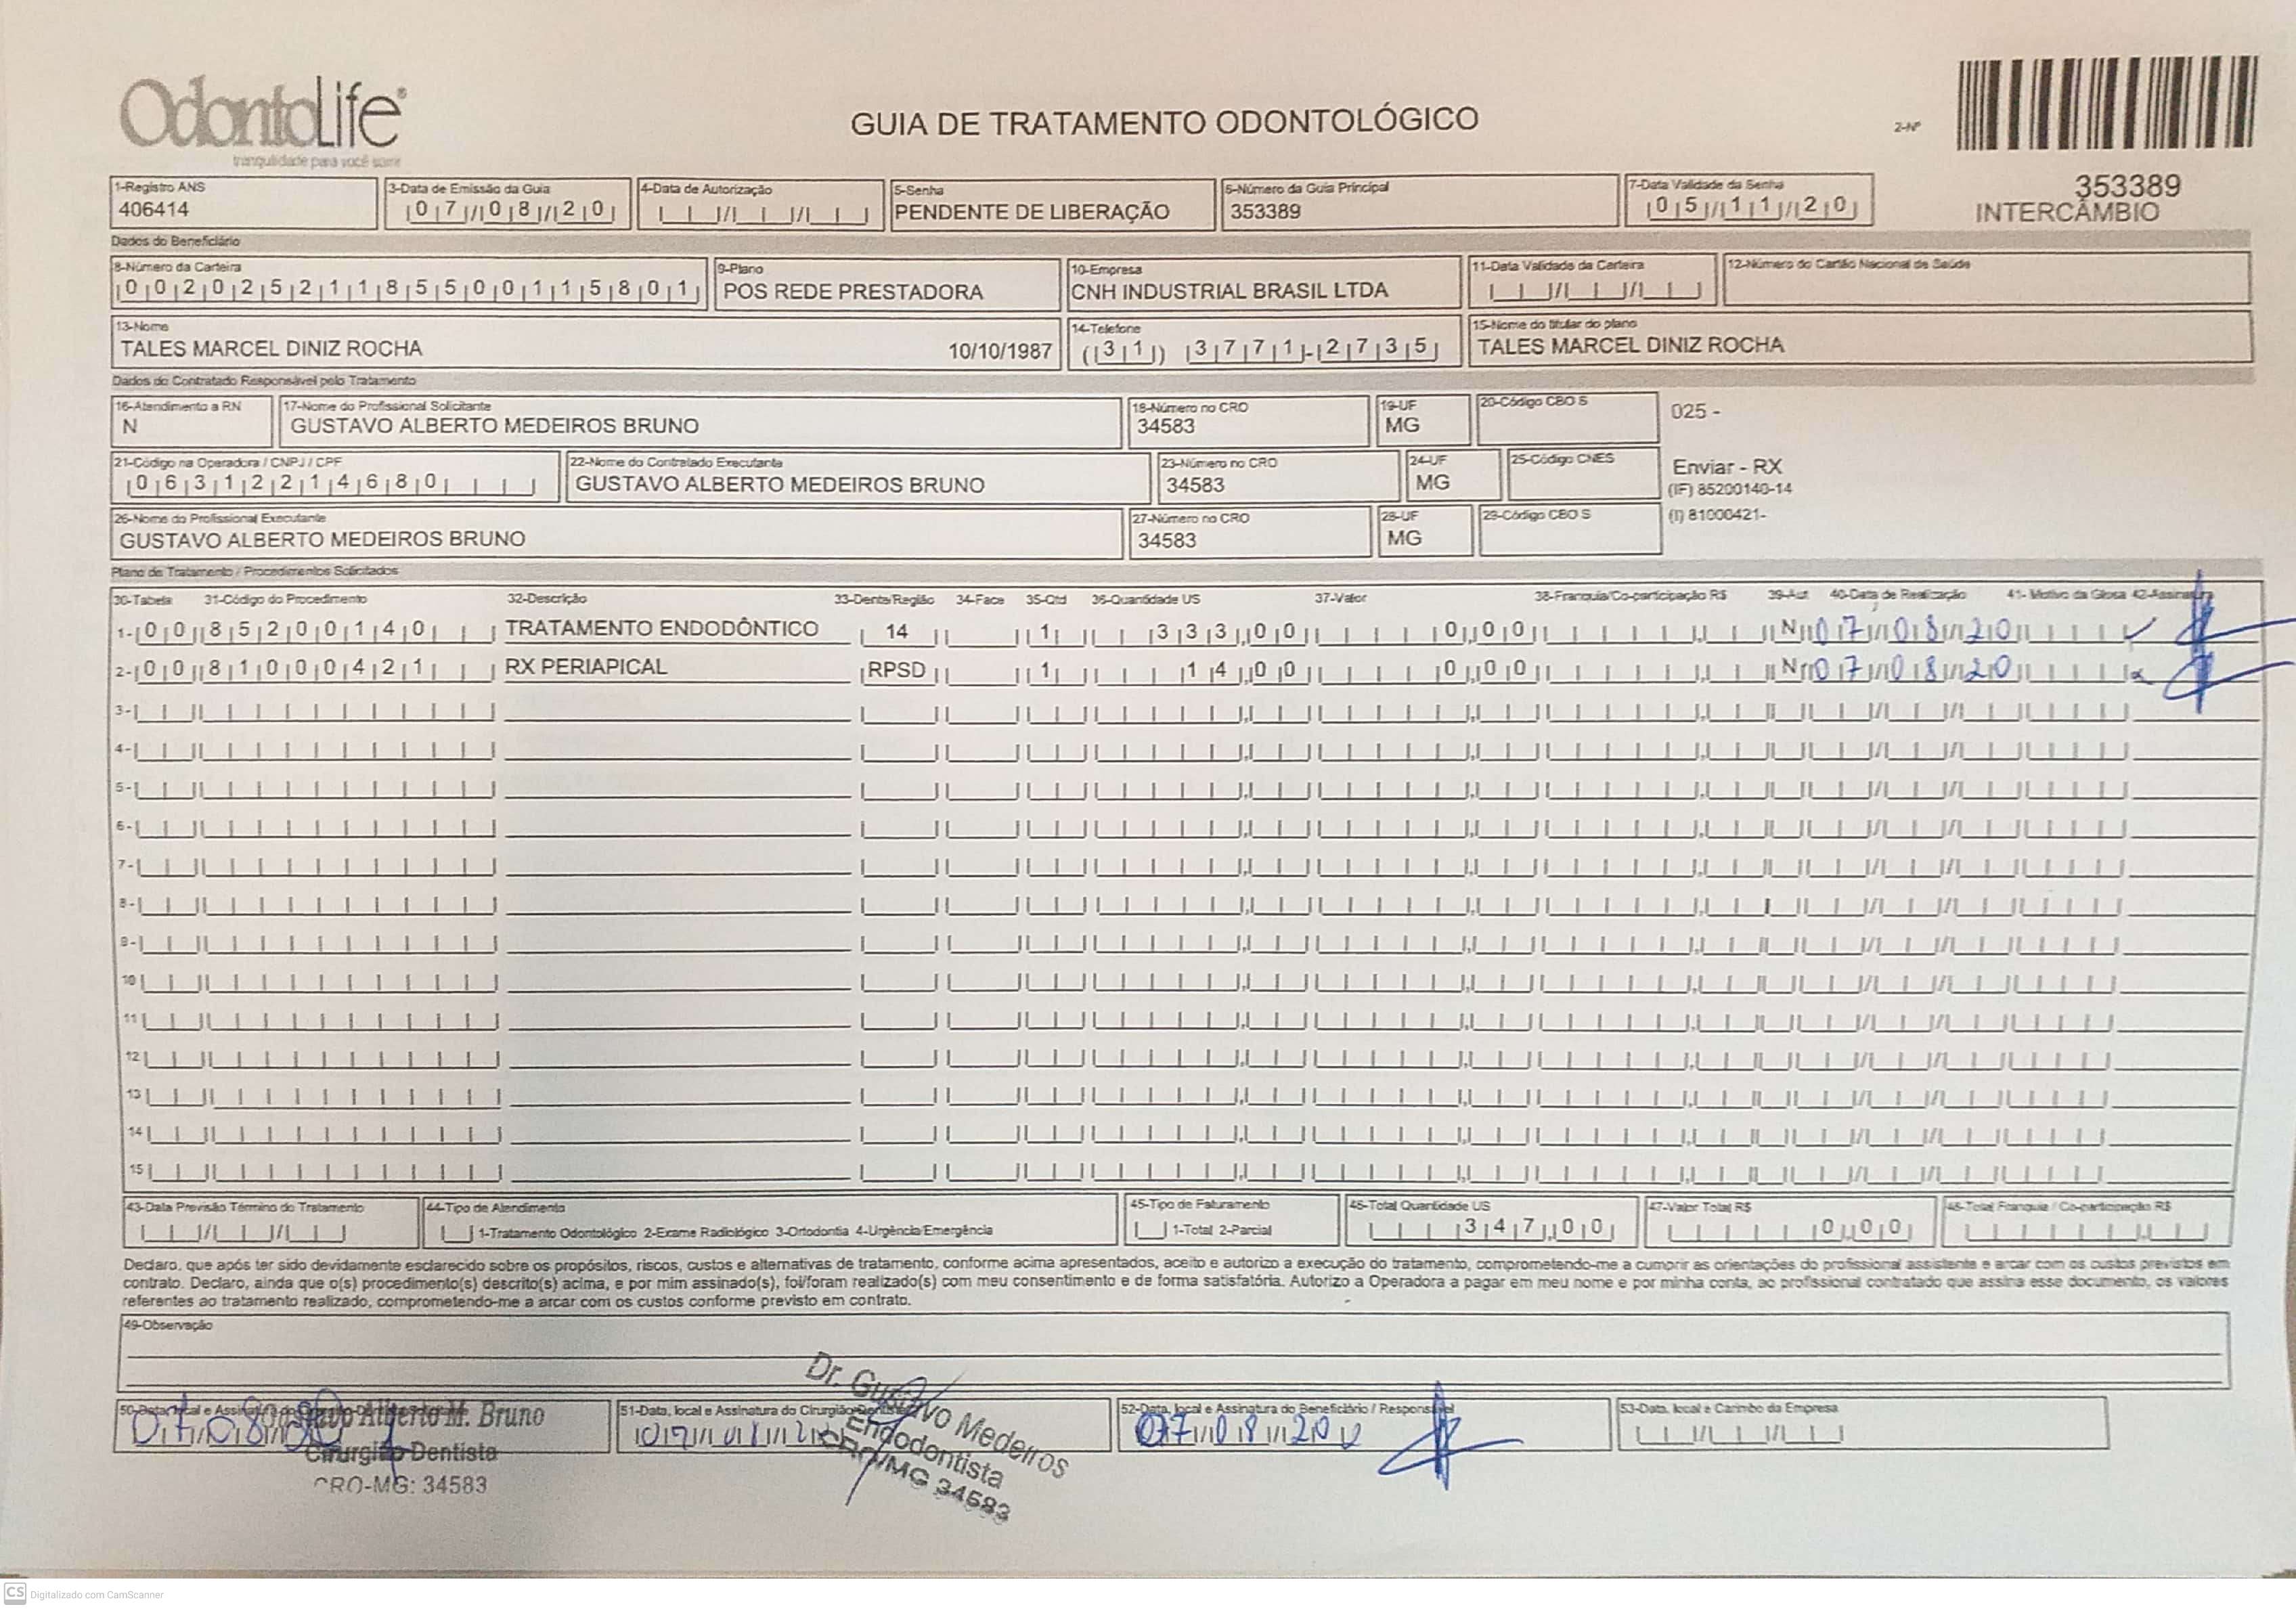 OdontoLife®
tranquilidade para você sorrir
GUIA DE TRATAMENTO ODONTOLÓGICO
2-Nº
353389
INTERCÂMBIO
1-Registro ANS
406414
3-Data de Emissão da Guia
07/08/20
4-Data de Autorização
5-Senha
PENDENTE DE LIBERAÇÃO
6-Número da Guia Principal
353389
7-Data Validade da Senha
05/11/20
Dados do Beneficiário
8-Número da Carteira
00202521185500115801
9-Plano
POS REDE PRESTADORA
10-Empresa
CNH INDUSTRIAL BRASIL LTDA
11-Data Validade da Carteira
12-Número do Cartão Nacional de Saúde
13-Nome
TALES MARCEL DINIZ ROCHA 10/10/1987
14-Telefone
(31) 3771-2735
15-Nome do titular do plano
TALES MARCEL DINIZ ROCHA
Dados do Contratado Responsável pelo Tratamento
16-Atendimento a RN
N
17-Nome do Profissional Solicitante
GUSTAVO ALBERTO MEDEIROS BRUNO
18-Número no CRO
34583
19-UF
MG
20-Código CBO S
025 -
21-Código na Operadora / CNPJ / CPF
06312214680
22-Nome do Contratado Executante
GUSTAVO ALBERTO MEDEIROS BRUNO
23-Número no CRO
34583
24-UF
MG
25-Código CNES
Enviar - RX
(IF) 85200140-14
(I) 81000421-
26-Nome do Profissional Executante
GUSTAVO ALBERTO MEDEIROS BRUNO
27-Número no CRO
34583
28-UF
MG
29-Código CBO S
Plano de Tratamento / Procedimentos Solicitados
30-Tabela 31-Código do Procedimento 32-Descrição 33-Dente/Região 34-Face 35-Qtd 36-Quantidade US 37-Valor 38-Franquia/Co-participação R$ 39-Aut 40-Data de Realização 41- Motivo da Glosa 42-Assinatura
1- 00 85200140 TRATAMENTO ENDODÔNTICO 14 1 333,00 0,00 N 07/08/20
2- 00 81000421 RX PERIAPICAL RPSD 1 14,00 0,00 N 07/08/20
3-
4-
5-
6-
7-
8-
9-
10
11
12
13
14
15
43-Data Previsão Término do Tratamento
44-Tipo de Atendimento
1-Tratamento Odontológico 2-Exame Radiológico 3-Ortodontia 4-Urgência/Emergência
45-Tipo de Faturamento
1-Total 2-Parcial
46-Total Quantidade US
347,00
47-Valor Total R$
0,00
48-Total Franquia / Co-participação R$
Declaro, que após ter sido devidamente esclarecido sobre os propósitos, riscos, custos e alternativas de tratamento, conforme acima apresentados, aceito e autorizo a execução do tratamento, comprometendo-me a cumprir as orientações do profissional assistente e arcar com os custos previstos em
contrato. Declaro, ainda que o(s) procedimento(s) descrito(s) acima, e por mim assinado(s), foi/foram realizado(s) com meu consentimento e de forma satisfatória. Autorizo a Operadora a pagar em meu nome e por minha conta, ao profissional contratado que assina esse documento, os valores
referentes ao tratamento realizado, comprometendo-me a arcar com os custos conforme previsto em contrato.
49-Observação
07/08/20
Alberto M. Bruno
Cirurgião Dentista
CRO-MG: 34583
51-Data, local e Assinatura do Cirurgião
Dr. Gustavo Medeiros
Endodontista
CRO/MG 34583
52-Data, local e Assinatura do Beneficiário / Responsável
07/08/20
53-Data, local e Carimbo da Empresa
CS Digitalizado com CamScanner